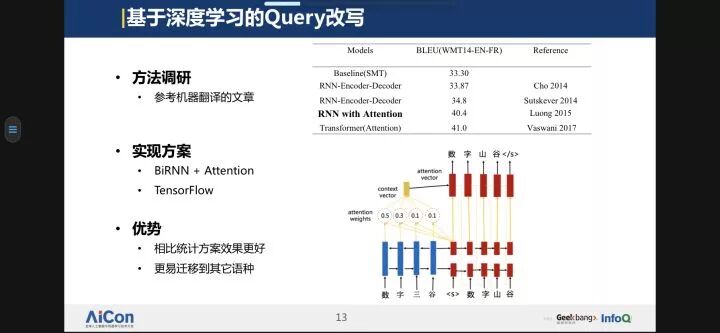 基于深度学习的Query改写
Models BLEU(WMT14-EN-FR) Reference
Baseline(SMT) 33.30
RNN-Encoder-Decoder 33.87 Cho 2014
RNN-Encoder-Decoder 34.8 Sutskever 2014
RNN with Attention 40.4 Luong 2015
Transformer(Attention) 41.0 Vaswani 2017
• 方法调研
• 参考机器翻译的文章
• 实现方案
• BiRNN + Attention
• TensorFlow
• 优势
• 相比统计方案效果更好
• 更易迁移到其它语种
数 字 山 谷 </s>
attention
vector
context
vector
attention
weights
0.5 0.3 0.1 0.1
数 字 三 谷 <s> 数 字 山 谷
AiCon
13
Geekbang>. InfoQ